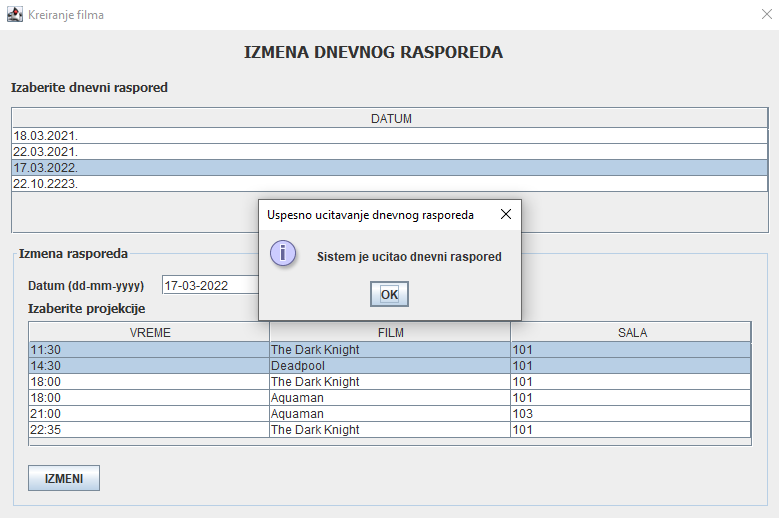 Kreiranje filma
IZMENA DNEVNOG RASPOREDA
Izaberite dnevni raspored
DATUM
18.03.2021.
22.03.2021.
17.03.2022.
22.10.2223.
Uspesno ucitavanje dnevnog rasporeda
Sistem je ucitao dnevni raspored
OK
Izmena rasporeda
Datum (dd-mm-yyyy) 17-03-2022
Izaberite projekcije
VREME FILM SALA
11:30 The Dark Knight 101
14:30 Deadpool 101
18:00 The Dark Knight 101
18:00 Aquaman 101
21:00 Aquaman 103
22:35 The Dark Knight 101
IZMENI